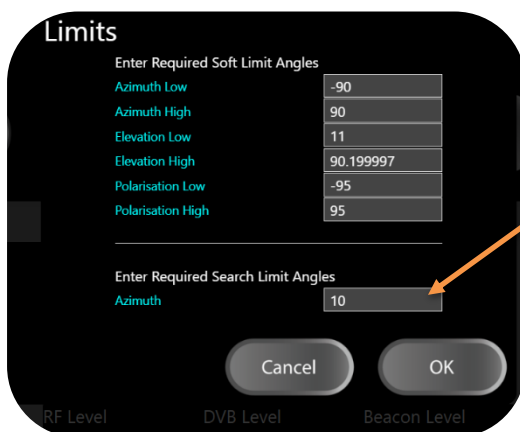 Limits
Enter Required Soft Limit Angles
Azimuth Low -90
Azimuth High 90
Elevation Low 11
Elevation High 90.199997
Polarisation Low -95
Polarisation High 95
Enter Required Search Limit Angles
Azimuth 10
Cancel OK
RF Level DVB Level Beacon Level